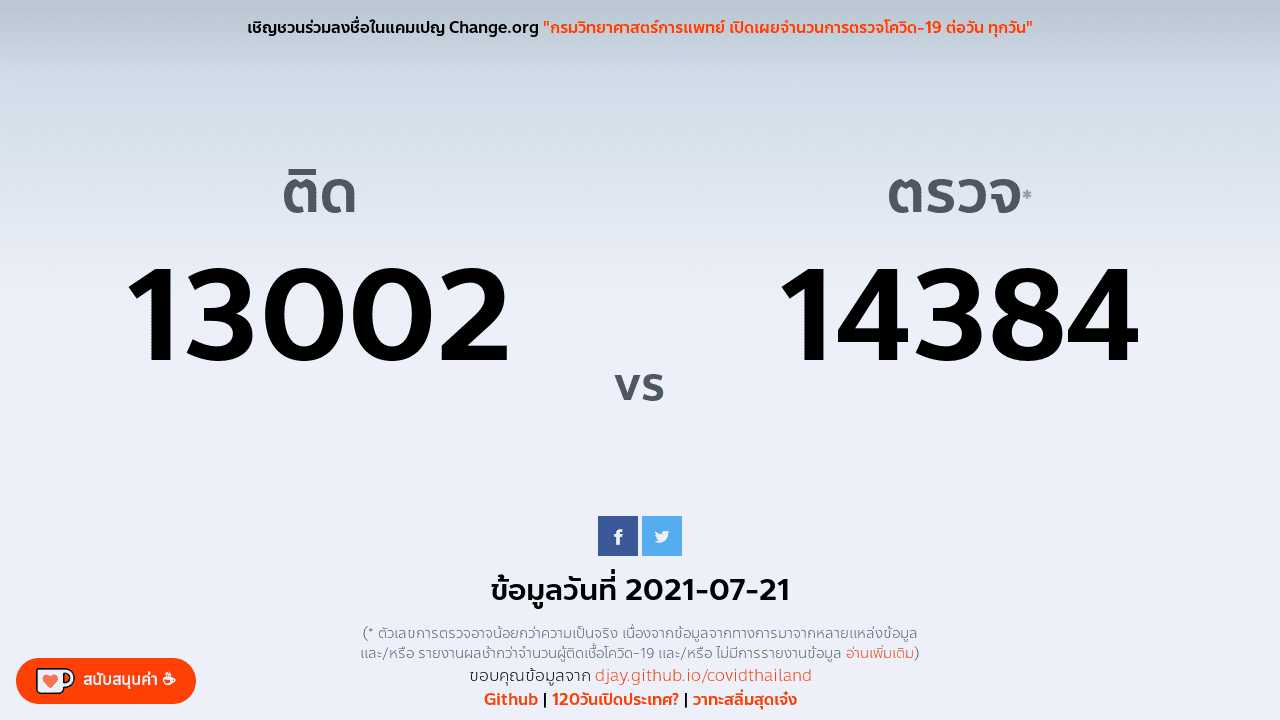 เชิญชวนร่วมลงชื่อในแคมเปญ Change.org "กรมวิทยาศาสตร์การแพทย์ เปิดเผยจำนวนการตรวจโควิด-19 ต่อวัน ทุกวัน"
ติด
ตรวจ*
13002
14384
vs
ข้อมูลวันที่ 2021-07-21
(* ตัวเลขการตรวจอาจน้อยกว่าความเป็นจริง เนื่องจากข้อมูลจากทางการมาจากหลายแหล่งข้อมูล
และ/หรือ รายงานผลช้ากว่าจำนวนผู้ติดเชื้อโควิด-19 และ/หรือ ไม่มีการรายงานข้อมูล อ่านเพิ่มเติม)
ขอบคุณข้อมูลจาก djay.github.io/covidthailand
Github | 120วันเปิดประเทศ? | วาทะสลิ่มสุดเจ๋ง
สนับสนุนค่า ☕